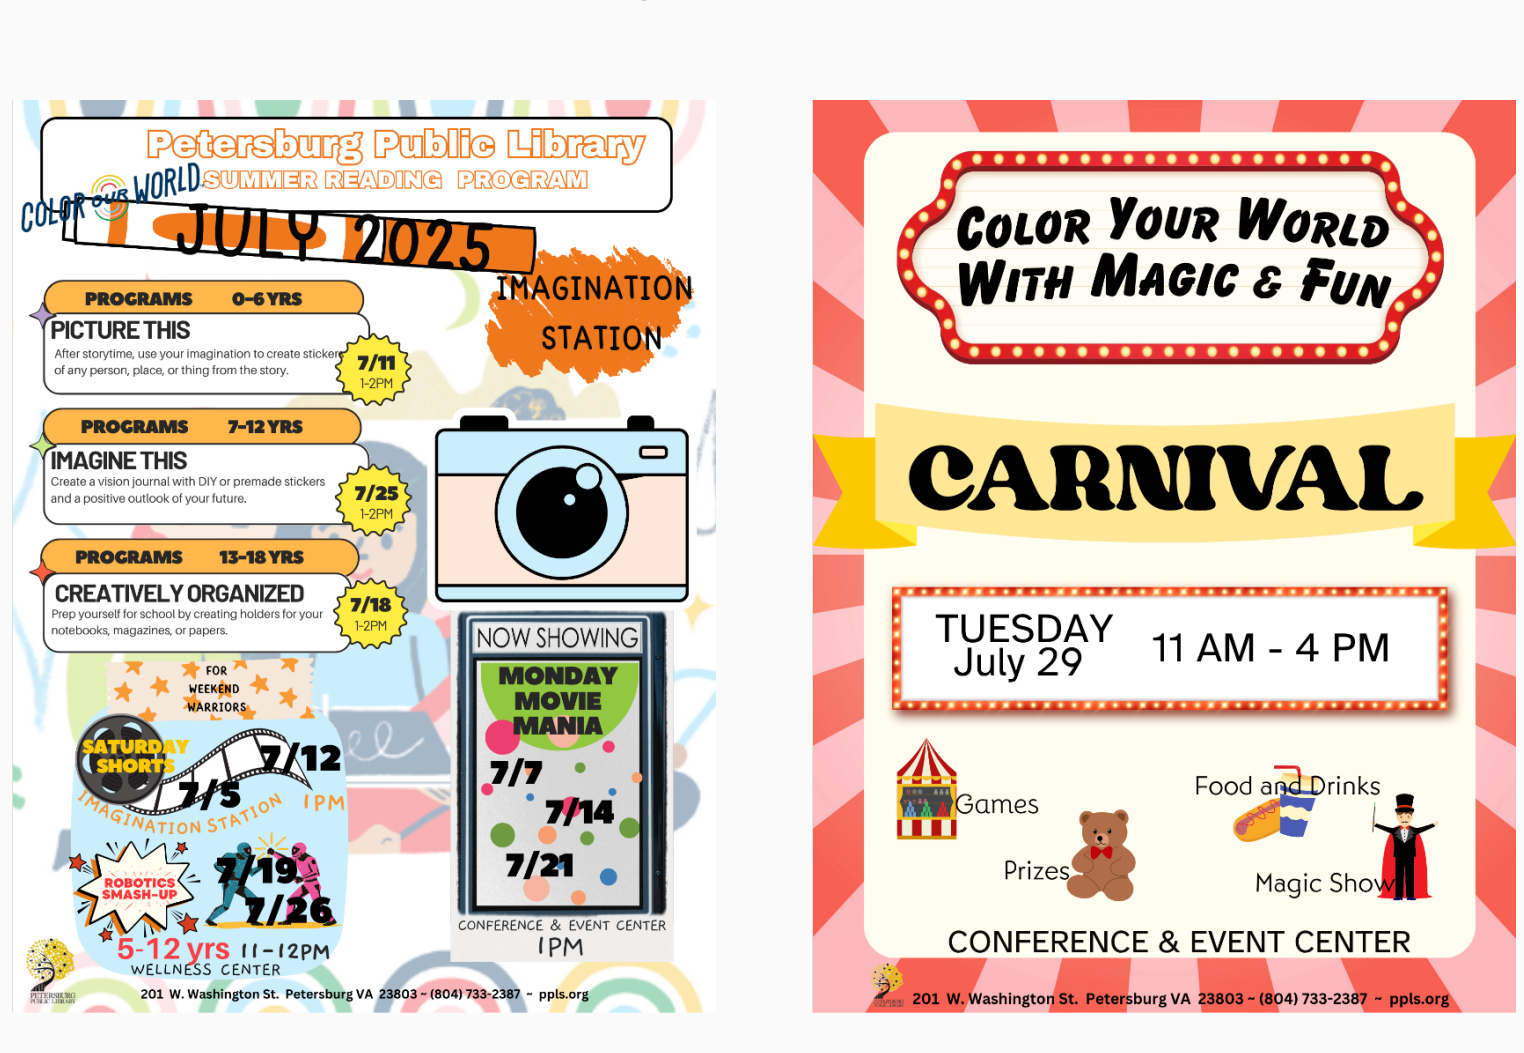 Petersburg Public Library
SUMMER READING PROGRAM
COLOR OUR WORLD
JULY 2025
IMAGINATION
STATION
PROGRAMS 0-6 YRS
PICTURE THIS
After storytime, use your imagination to create stickers
of any person, place, or thing from the story.
7/11
1-2PM
PROGRAMS 7-12 YRS
IMAGINE THIS
Create a vision journal with DIY or premade stickers
and a positive outlook of your future.
7/25
1-2PM
PROGRAMS 13-18 YRS
CREATIVELY ORGANIZED
Prep yourself for school by creating holders for your
notebooks, magazines, or papers.
7/18
1-2PM
FOR
WEEKEND
WARRIORS
SATURDAY
SHORTS
7/12
7/5
1PM
IMAGINATION STATION
ROBOTICS
SMASH-UP
7/19
7/26
5-12 yrs 11-12PM
WELLNESS CENTER
NOW SHOWING
MONDAY
MOVIE
MANIA
7/7
7/14
7/21
CONFERENCE & EVENT CENTER
1PM
PETERSBURG
PUBLIC LIBRARY
201 W. Washington St. Petersburg VA 23803 ~ (804) 733-2387 ~ ppls.org
COLOR YOUR WORLD
WITH MAGIC & FUN
CARNIVAL
TUESDAY
July 29
11 AM - 4 PM
Games
Food and Drinks
Prizes
Magic Show
CONFERENCE & EVENT CENTER
PETERSBURG
PUBLIC LIBRARY
201 W. Washington St. Petersburg VA 23803 ~ (804) 733-2387 ~ ppls.org